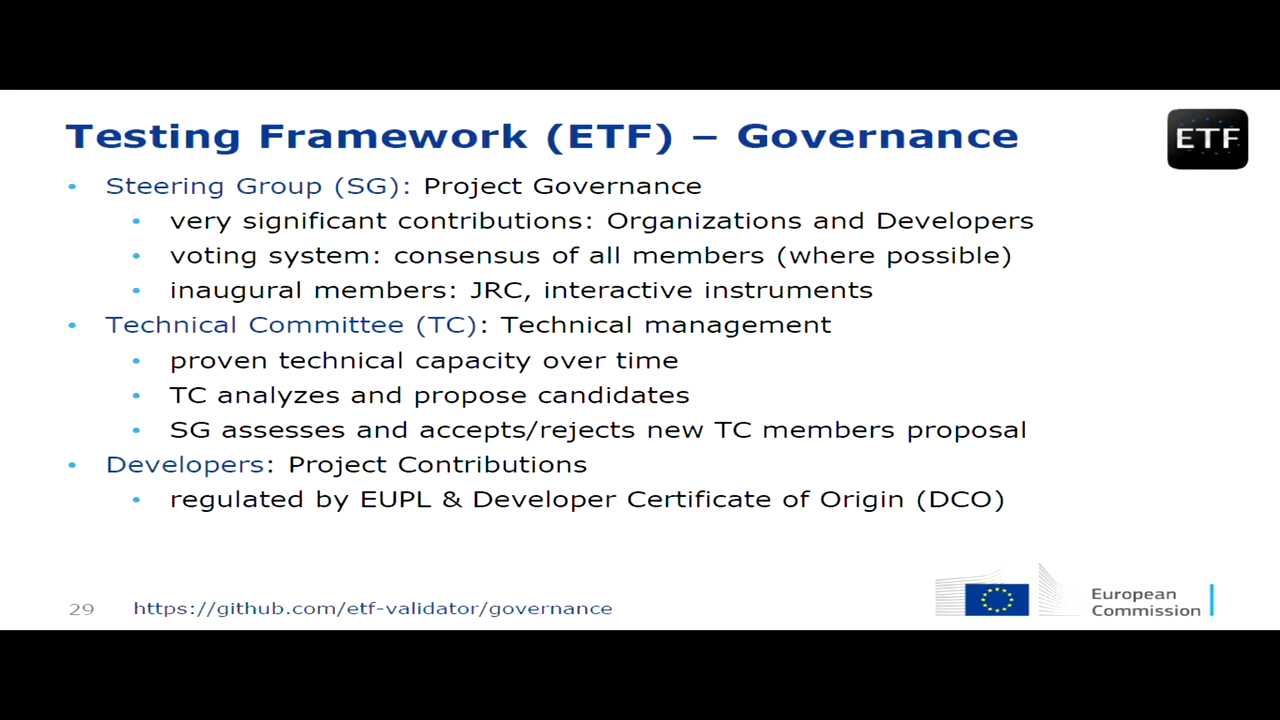 Testing Framework (ETF) – Governance
ETF
• Steering Group (SG): Project Governance
• very significant contributions: Organizations and Developers
• voting system: consensus of all members (where possible)
• inaugural members: JRC, interactive instruments
• Technical Committee (TC): Technical management
• proven technical capacity over time
• TC analyzes and propose candidates
• SG assesses and accepts/rejects new TC members proposal
• Developers: Project Contributions
• regulated by EUPL & Developer Certificate of Origin (DCO)
29 https://github.com/etf-validator/governance
European
Commission